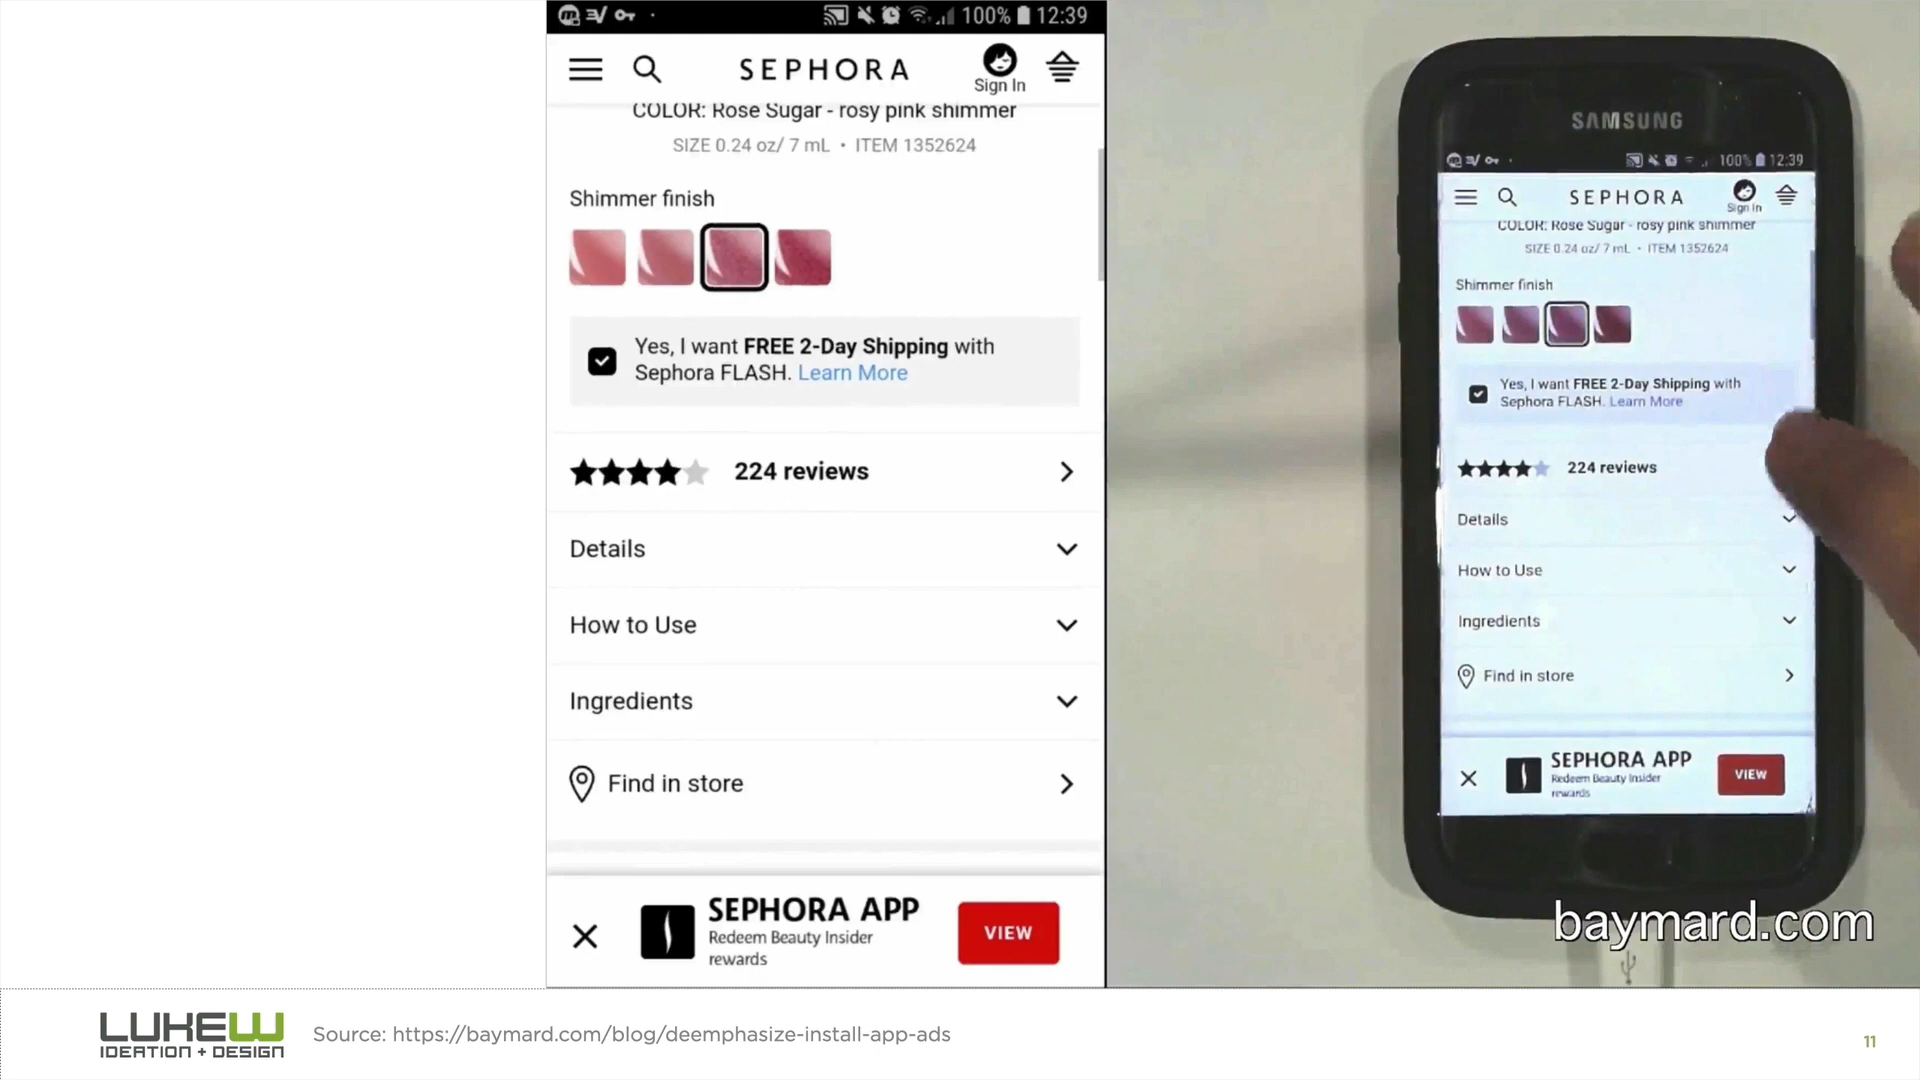 100% 12:39
SEPHORA
Sign In
COLOR: Rose Sugar - rosy pink shimmer
SIZE 0.24 oz/ 7 mL • ITEM 1352624
Shimmer finish
Yes, I want FREE 2-Day Shipping with
Sephora FLASH. Learn More
224 reviews
Details
How to Use
Ingredients
Find in store
SEPHORA APP
Redeem Beauty Insider
rewards
VIEW
SAMSUNG
100% 12:39
SEPHORA
Sign In
COLOR: Rose Sugar - rosy pink shimmer
SIZE 0.24 oz/ 7 mL • ITEM 1352624
Shimmer finish
Yes, I want FREE 2-Day Shipping with
Sephora FLASH. Learn More
224 reviews
Details
How to Use
Ingredients
Find in store
SEPHORA APP
Redeem Beauty Insider
rewards
VIEW
baymard.com
LUKEW
IDEATION + DESIGN
Source: https://baymard.com/blog/deemphasize-install-app-ads
11